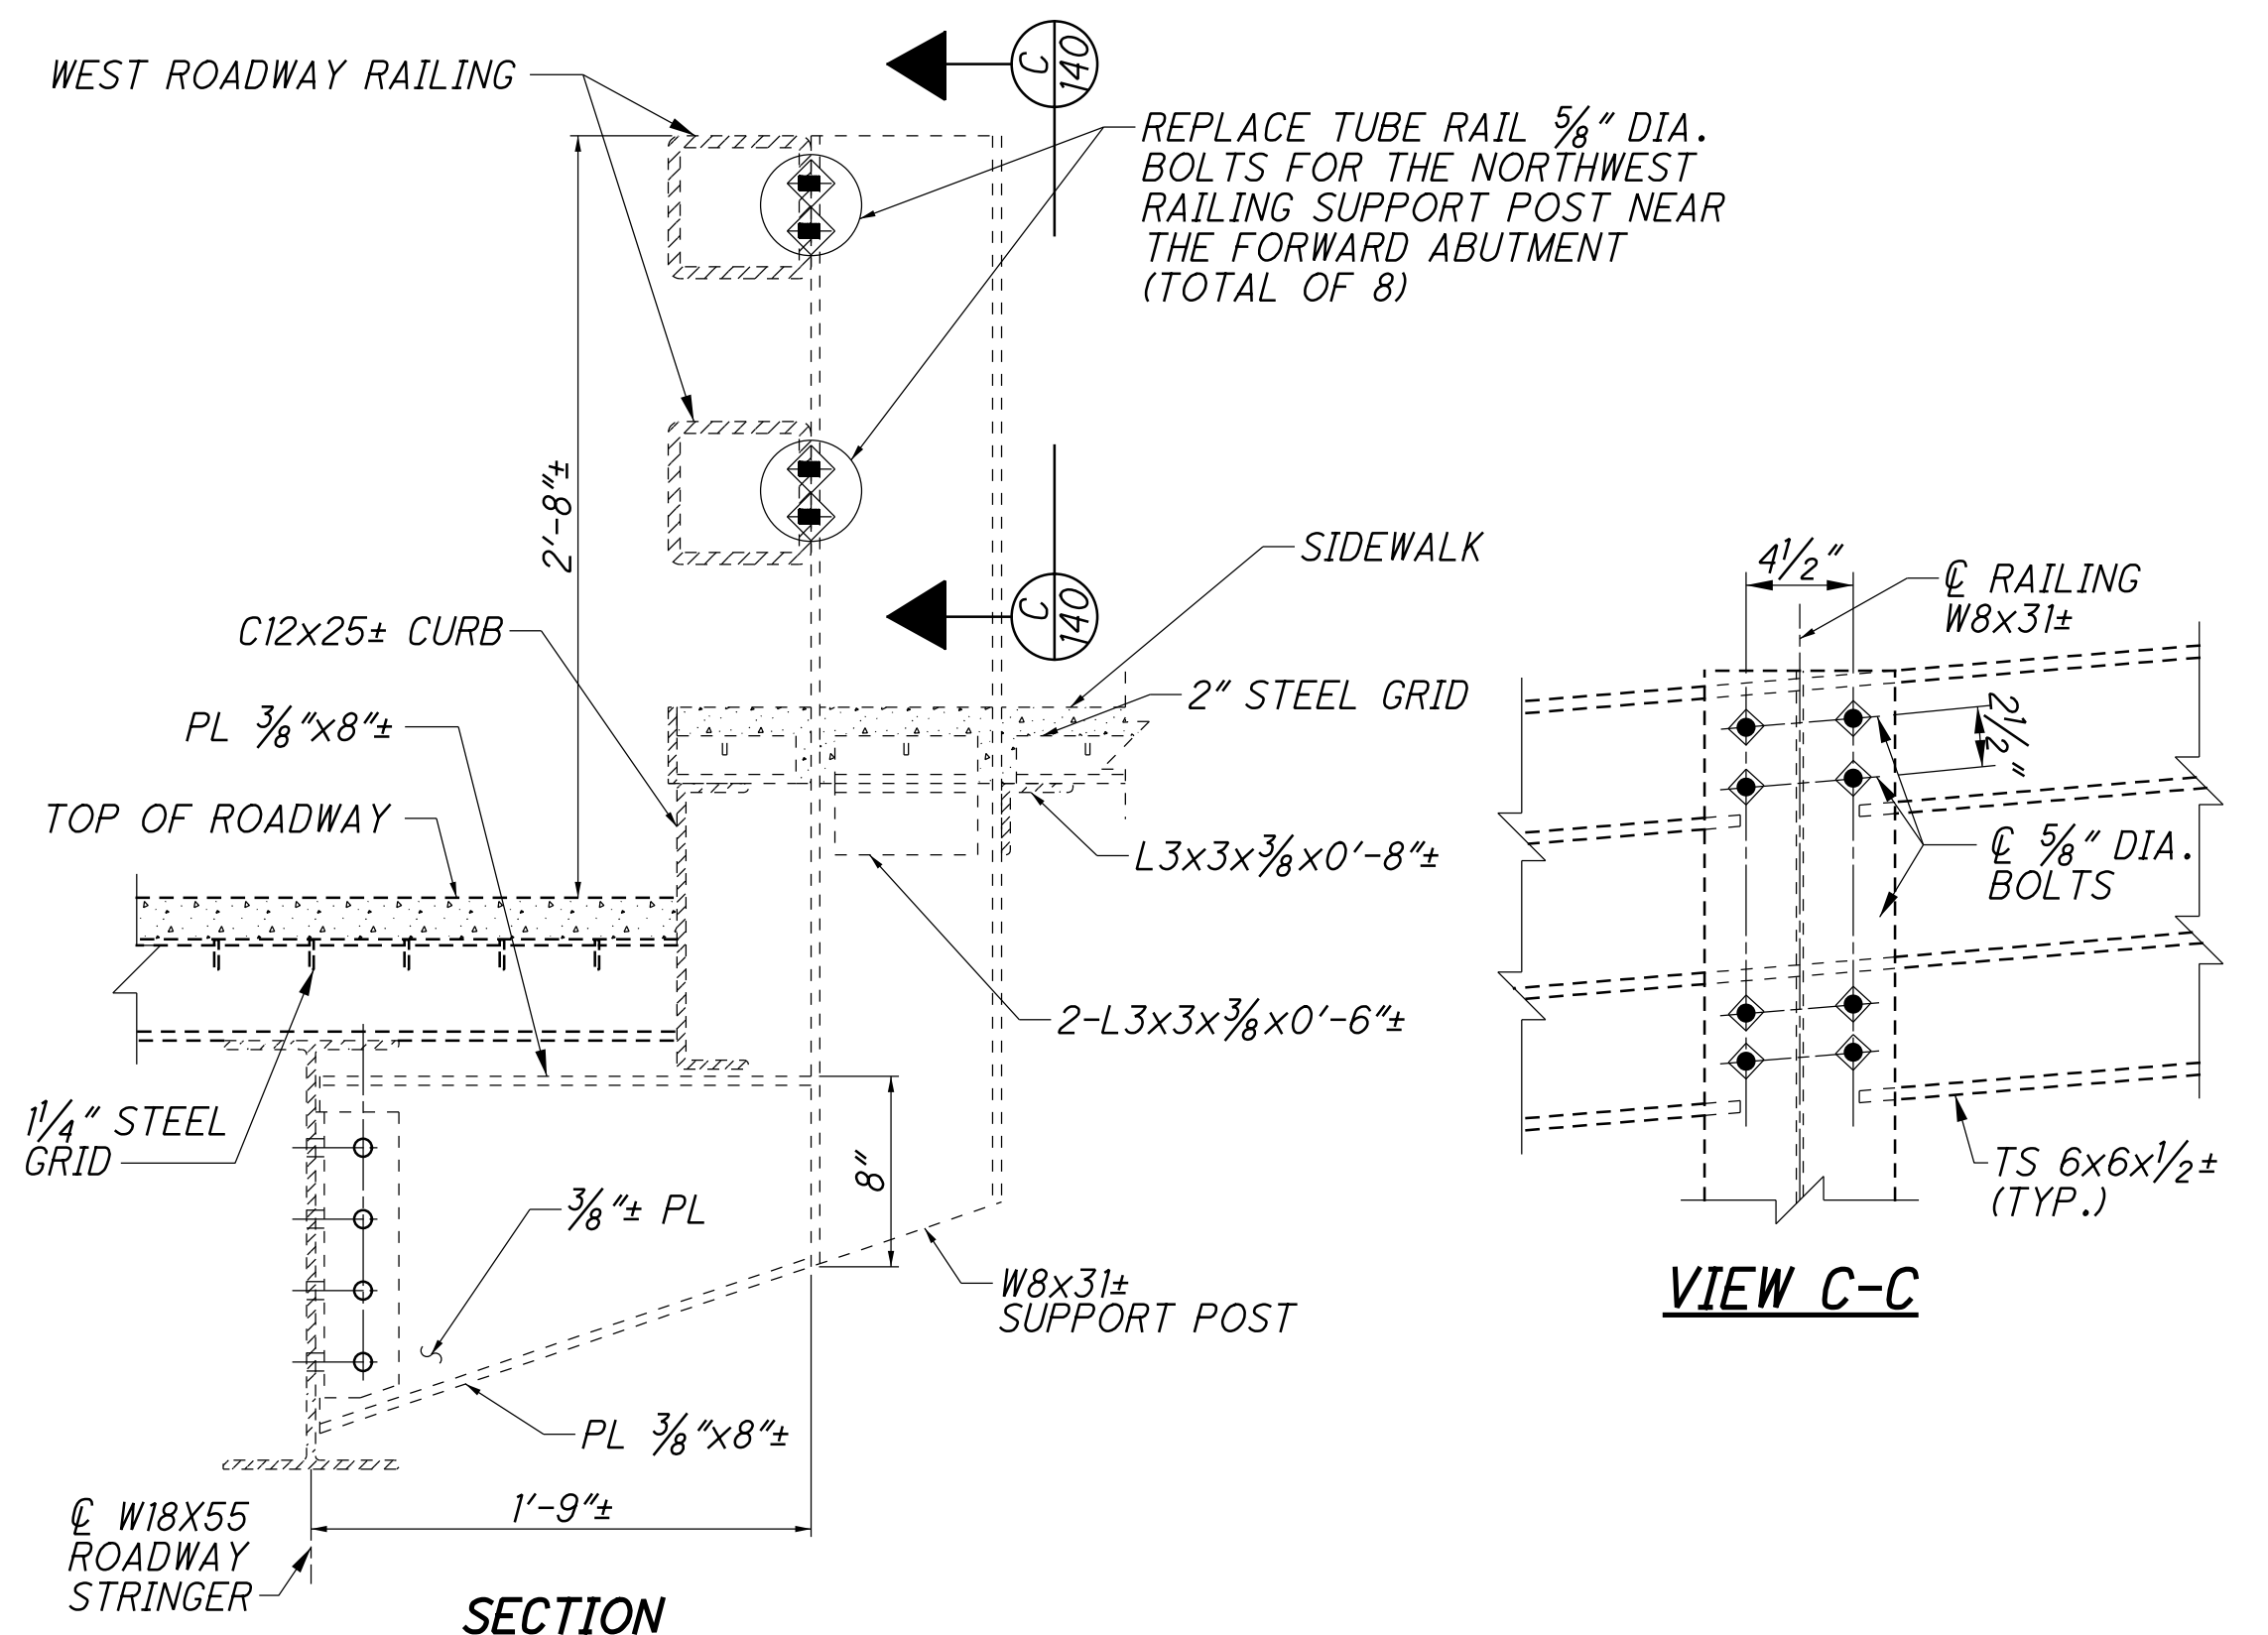 WEST ROADWAY RAILING
C
140
REPLACE TUBE RAIL 5/8" DIA.
BOLTS FOR THE NORTHWEST
RAILING SUPPORT POST NEAR
THE FORWARD ABUTMENT
(TOTAL OF 8)
2'-8"±
SIDEWALK
C
140
C12x25± CURB
2" STEEL GRID
PL 3/8"x8"±
TOP OF ROADWAY
L3x3x3/8x0'-8"±
2-L3x3x3/8x0'-6"±
1 1/4" STEEL
GRID
3/8"± PL
8"
W8x31±
SUPPORT POST
PL 3/8"x8"±
1'-9"±
℄ W18X55
ROADWAY
STRINGER
SECTION
4 1/2"
℄ RAILING
W8x31±
2 1/2"
℄ 5/8" DIA.
BOLTS
TS 6x6x1/2±
(TYP.)
VIEW C-C